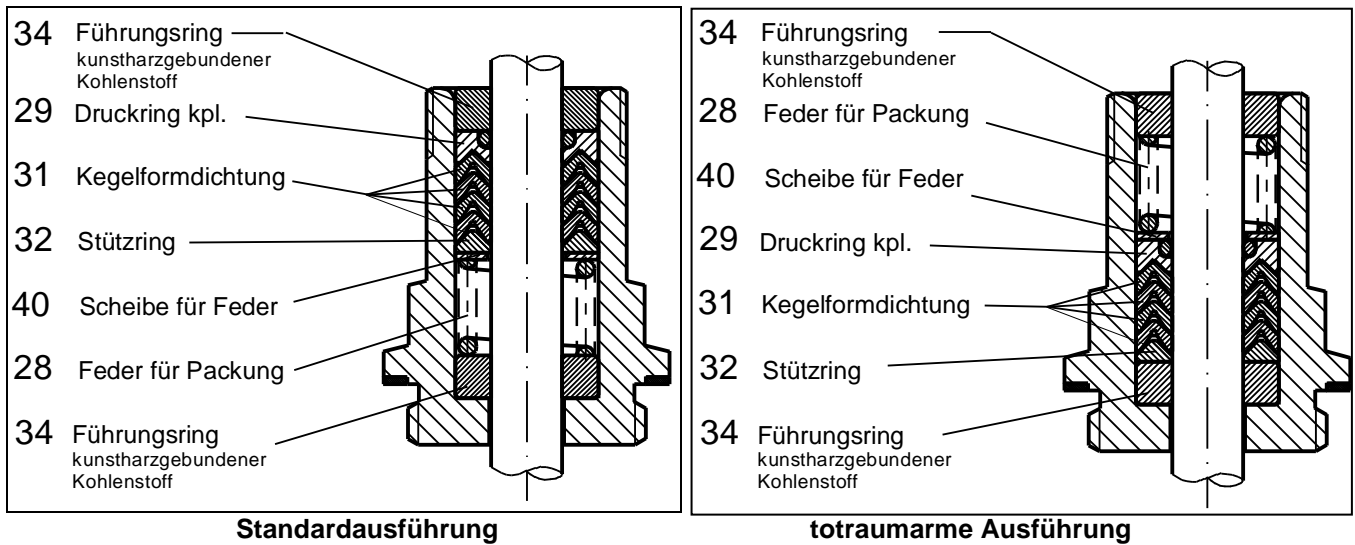 34 Führungsring
kunstharzgebundener
Kohlenstoff
29 Druckring kpl.
31 Kegelformdichtung
32 Stützring
40 Scheibe für Feder
28 Feder für Packung
34 Führungsring
kunstharzgebundener
Kohlenstoff
Standardausführung
34 Führungsring
kunstharzgebundener
Kohlenstoff
28 Feder für Packung
40 Scheibe für Feder
29 Druckring kpl.
31 Kegelformdichtung
32 Stützring
34 Führungsring
kunstharzgebundener
Kohlenstoff
totraumarme Ausführung